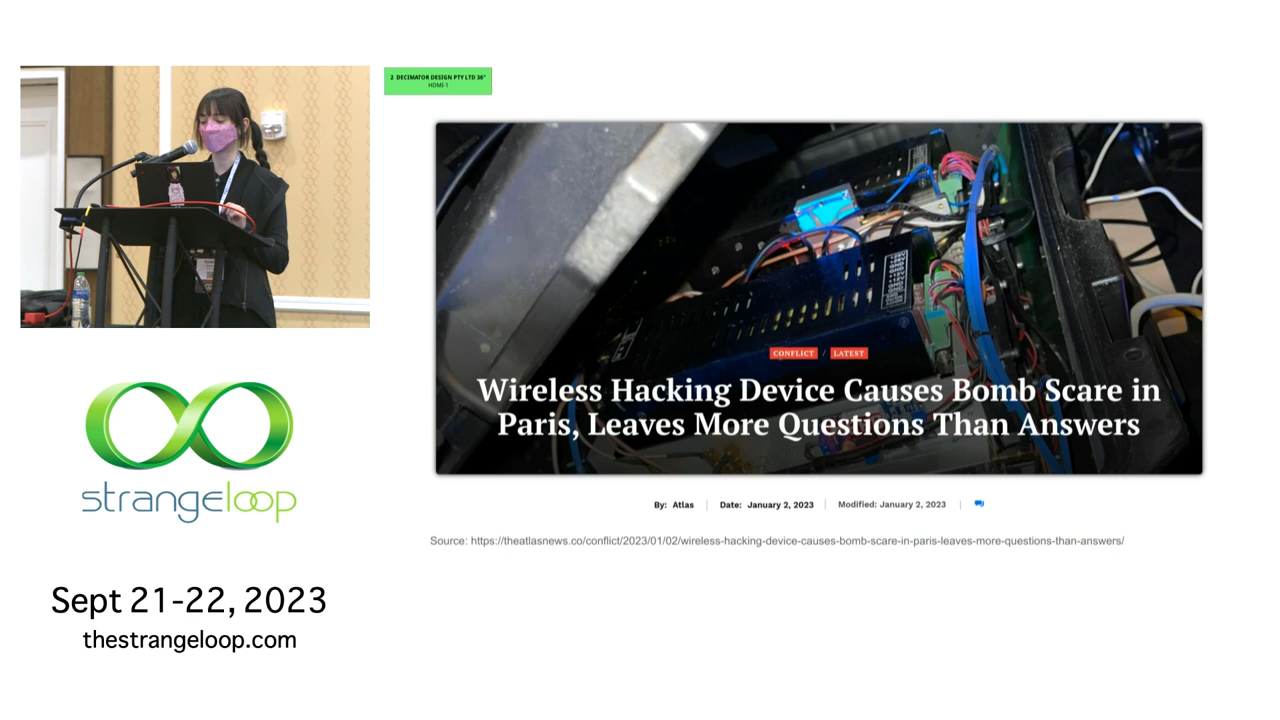 2 DECIMATOR DESIGN PTY LTD 36"
HDMI-1
CONFLICT / LATEST
Wireless Hacking Device Causes Bomb Scare in
Paris, Leaves More Questions Than Answers
By: Atlas | Date: January 2, 2023 | Modified: January 2, 2023 |
Source: https://theatlasnews.co/conflict/2023/01/02/wireless-hacking-device-causes-bomb-scare-in-paris-leaves-more-questions-than-answers/
strangeloop
Sept 21-22, 2023
thestrangeloop.com